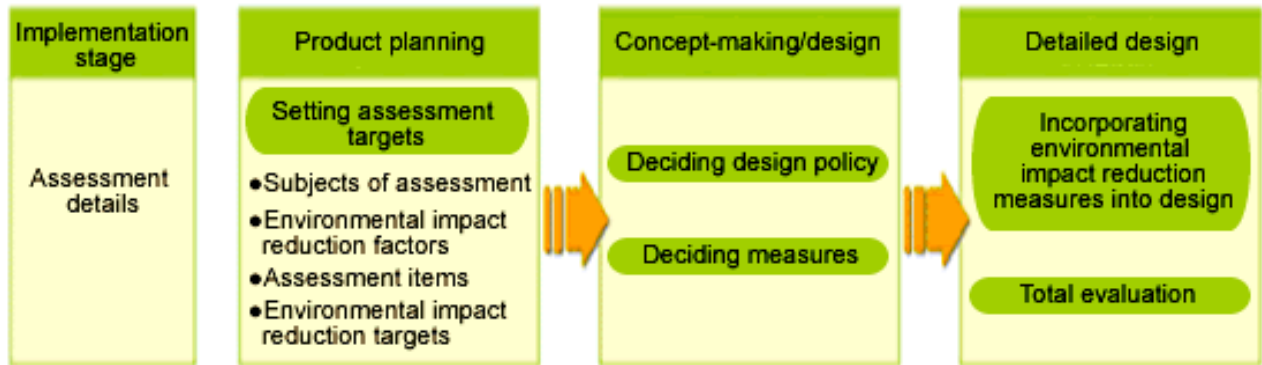 Implementation
stage
Assessment
details
Product planning
Setting assessment
targets
●Subjects of assessment
●Environmental impact
reduction factors
●Assessment items
●Environmental impact
reduction targets
Concept-making/design
Deciding design policy
Deciding measures
Detailed design
Incorporating
environmental
impact reduction
measures into design
Total evaluation